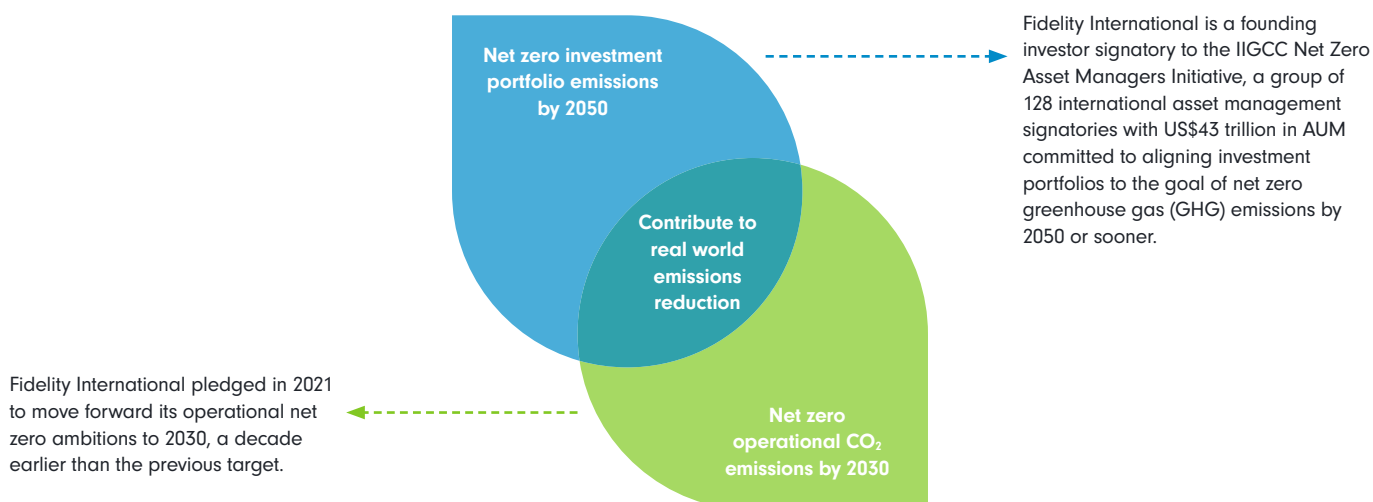 Net zero investment
portfolio emissions
by 2050
Fidelity International is a founding
investor signatory to the IIGCC Net Zero
Asset Managers Initiative, a group of
128 international asset management
signatories with US$43 trillion in AUM
committed to aligning investment
portfolios to the goal of net zero
greenhouse gas (GHG) emissions by
2050 or sooner.
Contribute to
real world
emissions
reduction
Fidelity International pledged in 2021
to move forward its operational net
zero ambitions to 2030, a decade
earlier than the previous target.
Net zero
operational CO₂
emissions by 2030